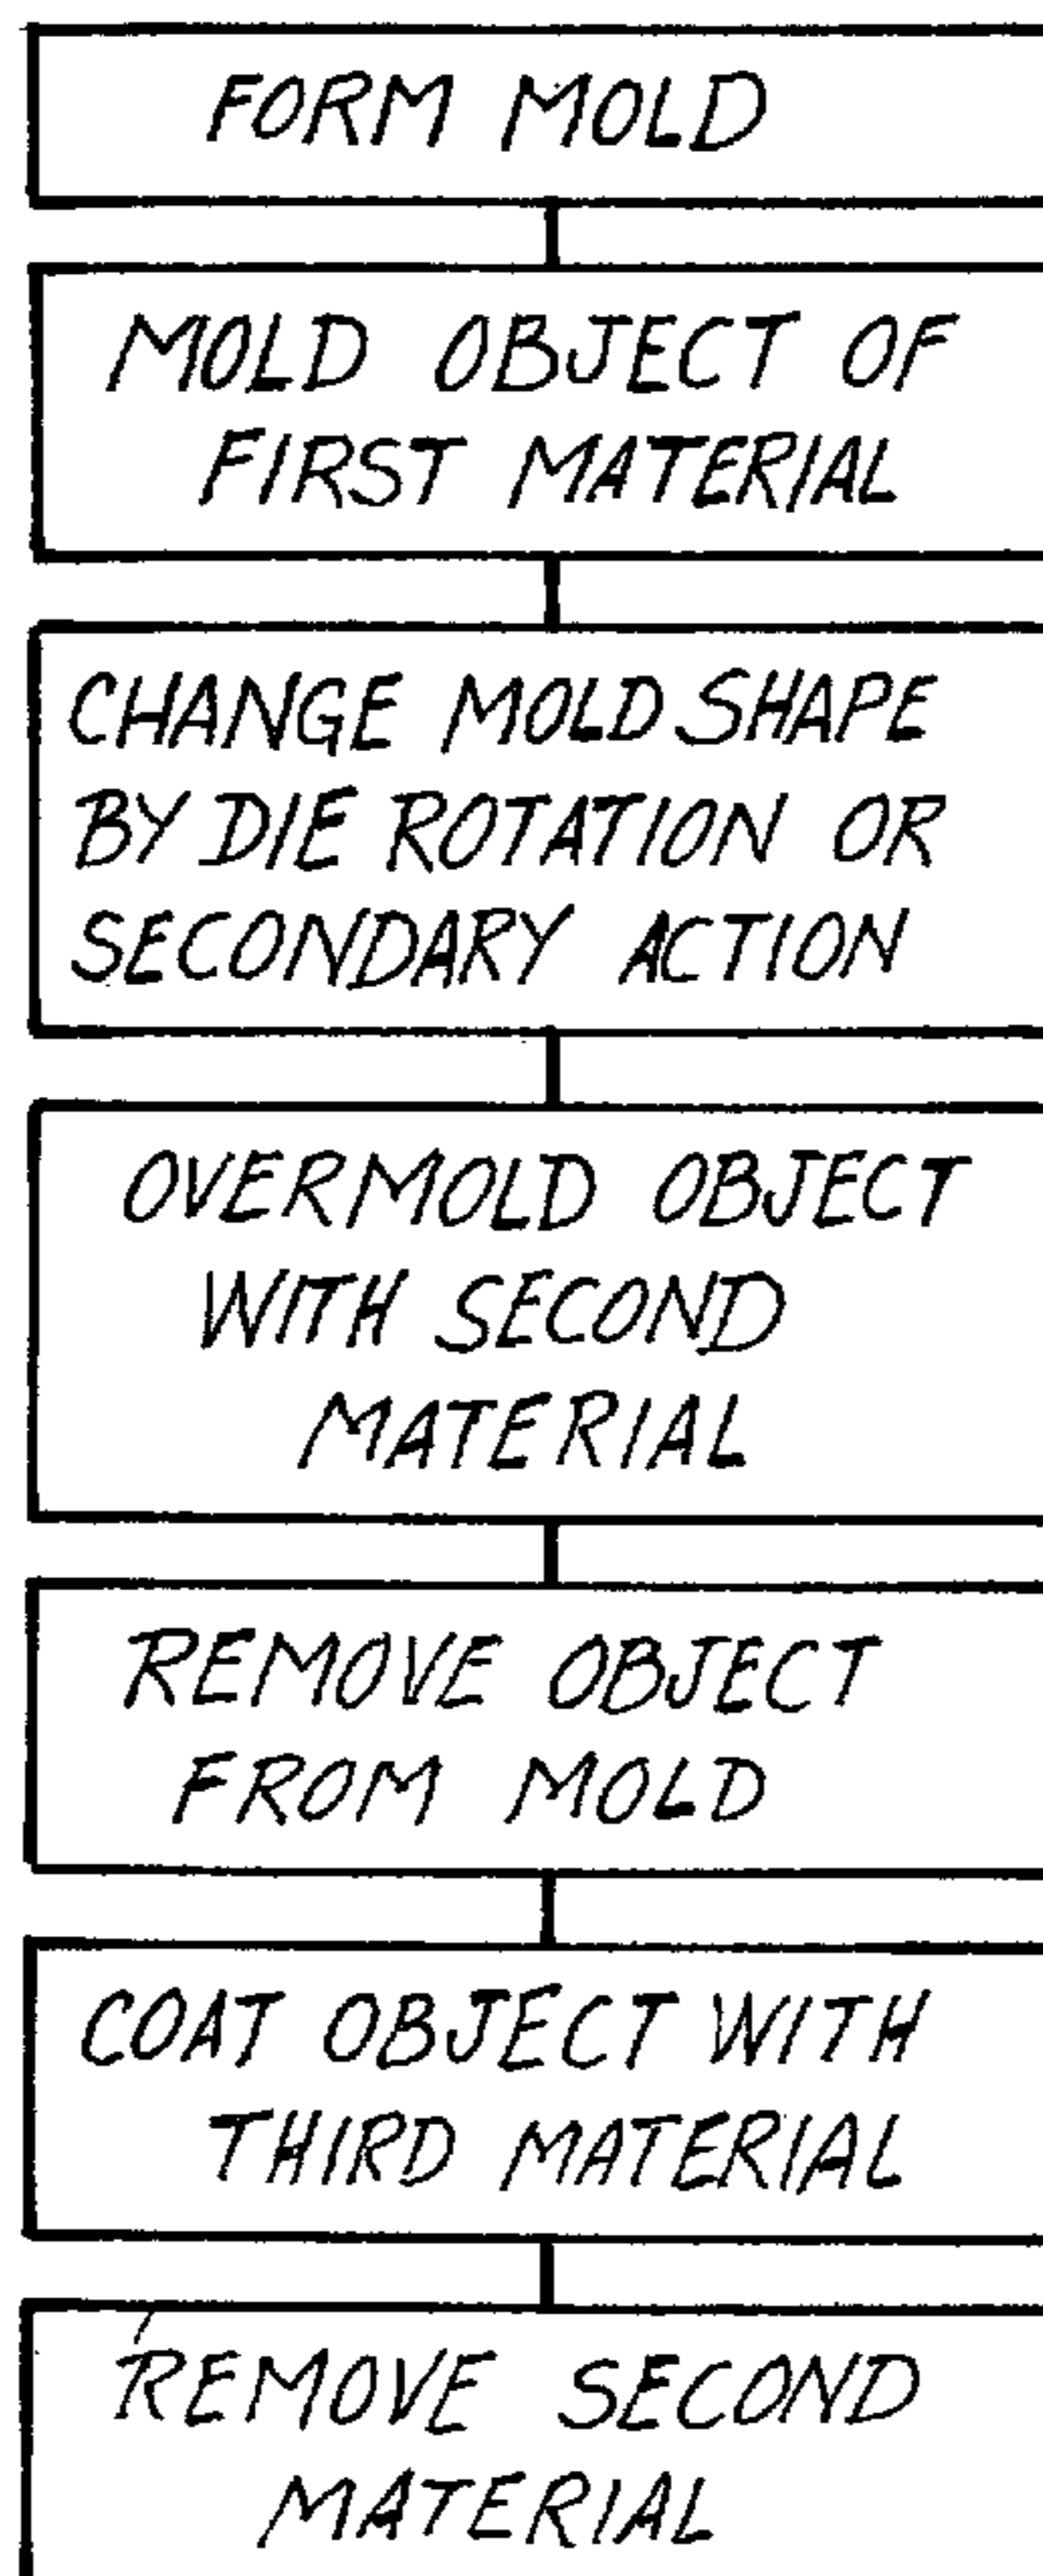 FORM MOLD
MOLD OBJECT OF
FIRST MATERIAL
CHANGE MOLD SHAPE
BY DIE ROTATION OR
SECONDARY ACTION
OVERMOLD OBJECT
WITH SECOND
MATERIAL
REMOVE OBJECT
FROM MOLD
COAT OBJECT WITH
THIRD MATERIAL
REMOVE SECOND
MATERIAL